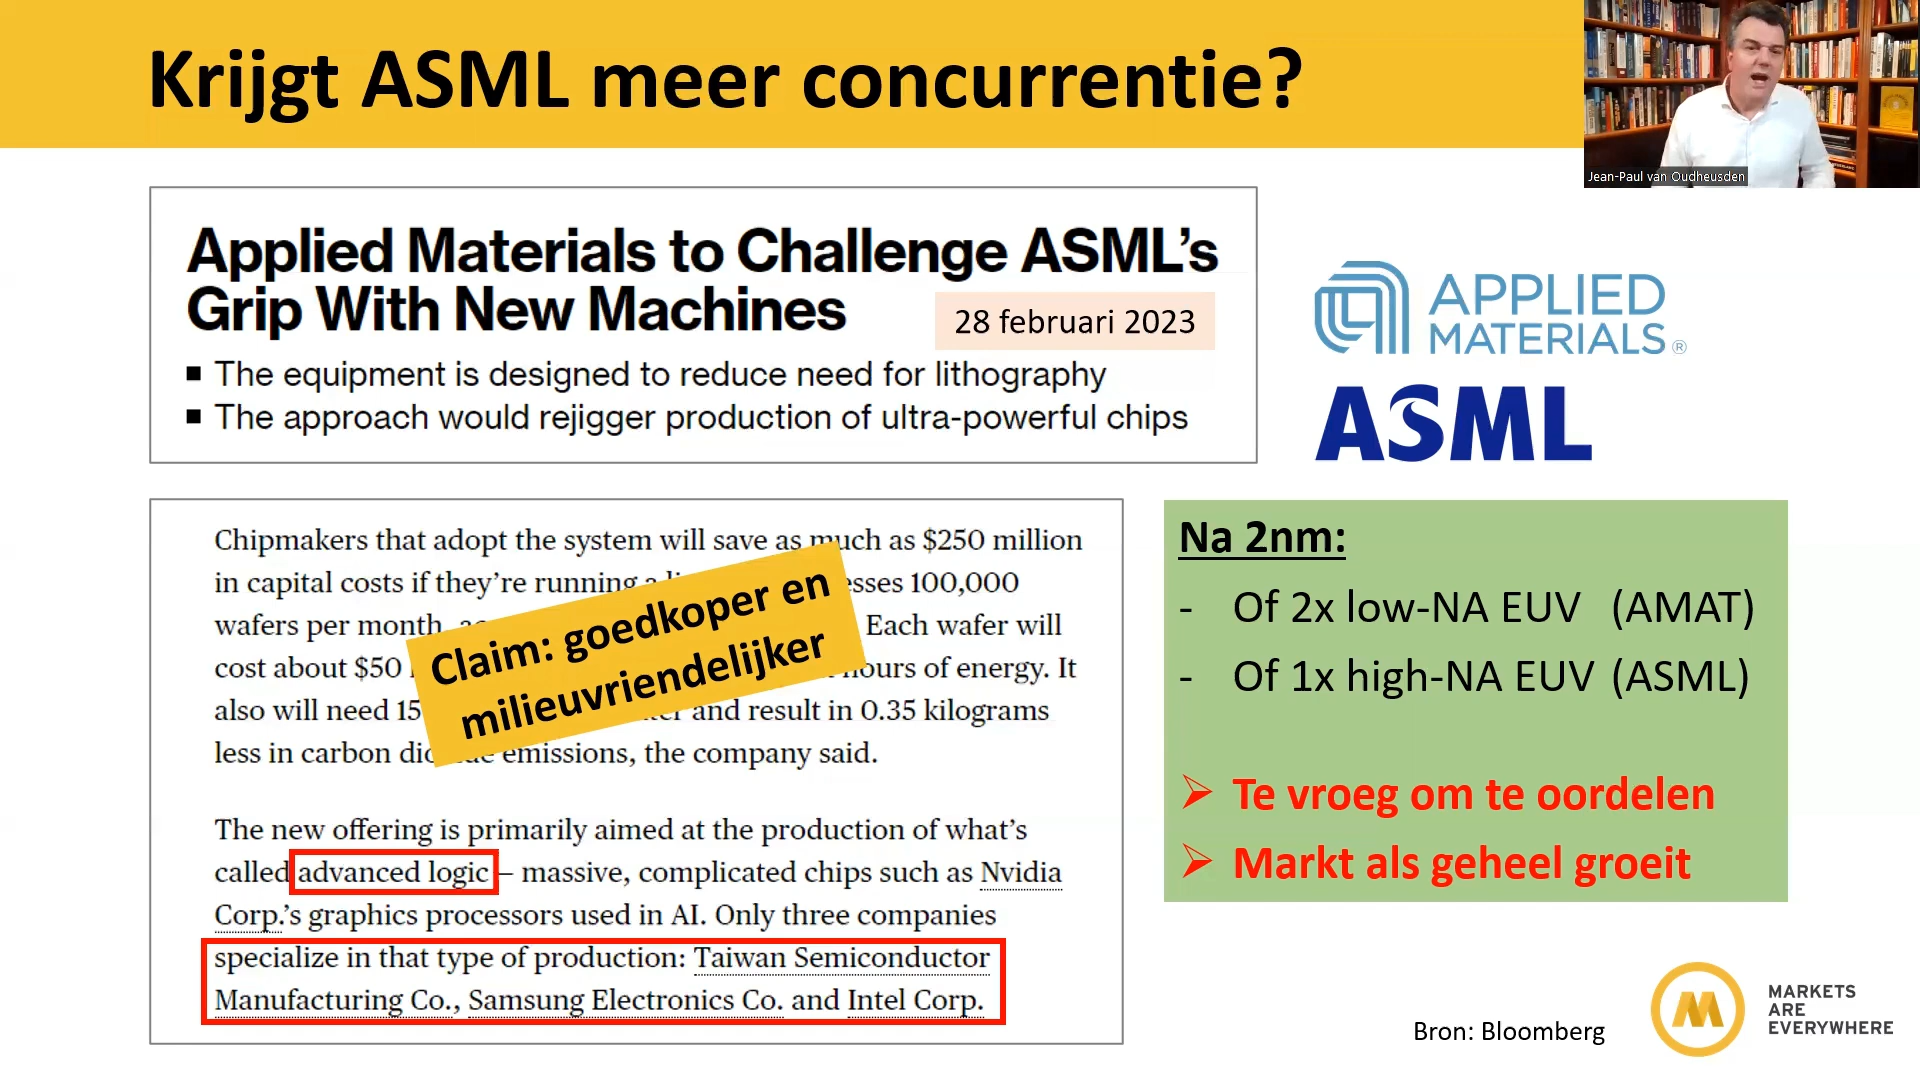 Krijgt ASML meer concurrentie?
Jean-Paul van Oudheusden
Applied Materials to Challenge ASML's
Grip With New Machines
28 februari 2023
■ The equipment is designed to reduce need for lithography
■ The approach would rejigger production of ultra-powerful chips
APPLIED
MATERIALS®
ASML
Chipmakers that adopt the system will save as much as $250 million
in capital costs if they're running a esses 100,000
wafers per month, Each wafer will
cost about $50 hours of energy. It
also will need 15 and result in 0.35 kilograms
less in carbon dioxide emissions, the company said.
Claim: goedkoper en
milieuvriendelijker
The new offering is primarily aimed at the production of what's
called advanced logic – massive, complicated chips such as Nvidia
Corp.'s graphics processors used in AI. Only three companies
specialize in that type of production: Taiwan Semiconductor
Manufacturing Co., Samsung Electronics Co. and Intel Corp.
Na 2nm:
- Of 2x low-NA EUV (AMAT)
- Of 1x high-NA EUV (ASML)
➢ Te vroeg om te oordelen
➢ Markt als geheel groeit
Bron: Bloomberg
MARKETS
ARE
EVERYWHERE